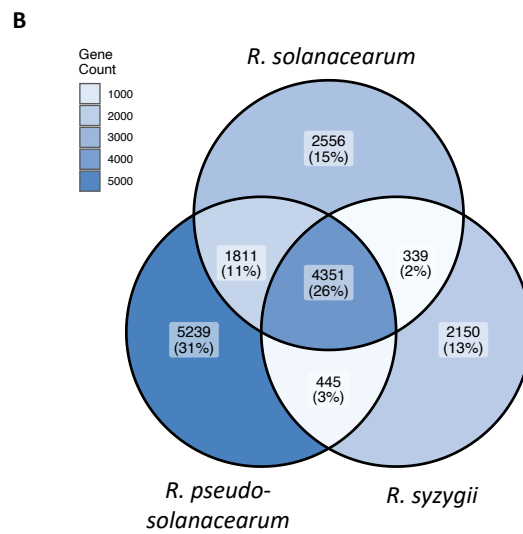 B
Gene
Count
1000
2000
3000
4000
5000
R. solanacearum
2556
(15%)
1811
(11%)
4351
(26%)
339
(2%)
5239
(31%)
2150
(13%)
445
(3%)
R. pseudo-
solanacearum
R. syzygii